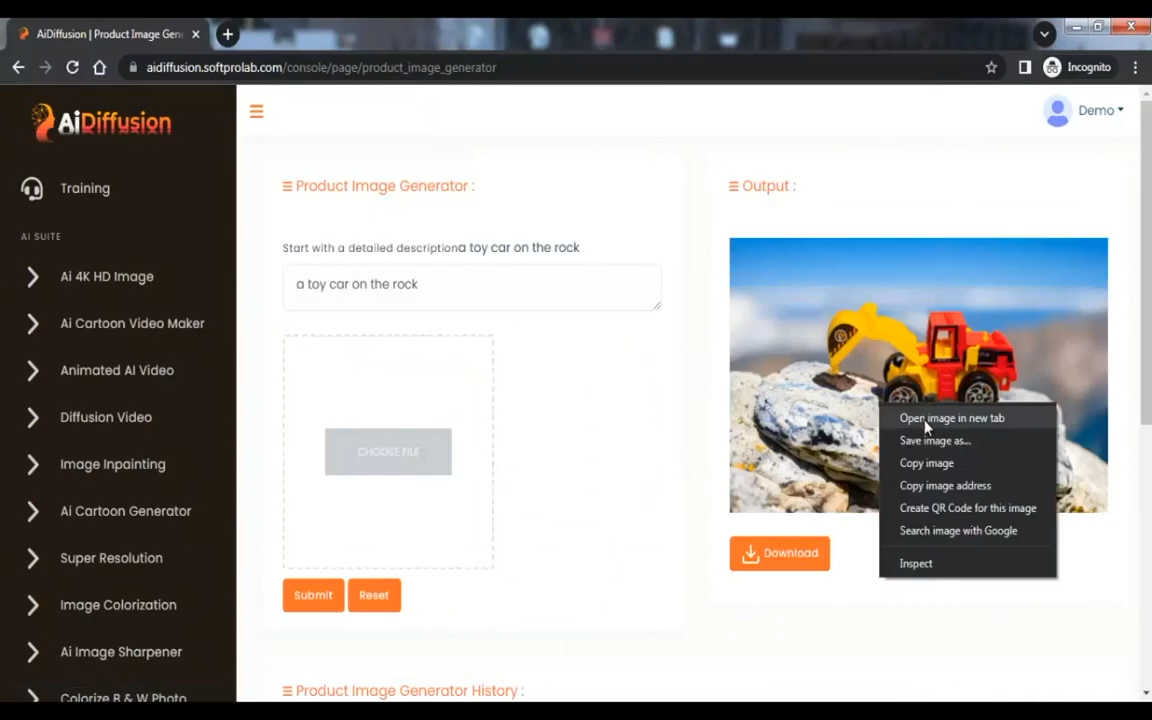 AiDiffusion | Product Image Gen
aidiffusion.softprolab.com/console/page/product_image_generator
Incognito
AiDiffusion
Demo
Training
AI SUITE
Ai 4K HD Image
Ai Cartoon Video Maker
Animated AI Video
Diffusion Video
Image Inpainting
Ai Cartoon Generator
Super Resolution
Image Colorization
Ai Image Sharpener
Colorize B & W Photo
Product Image Generator :
Start with a detailed descriptiona toy car on the rock
a toy car on the rock
CHOOSE FILE
Submit
Reset
Output :
Open image in new tab
Save image as...
Copy image
Copy image address
Create QR Code for this image
Search image with Google
Inspect
Download
Product Image Generator History :